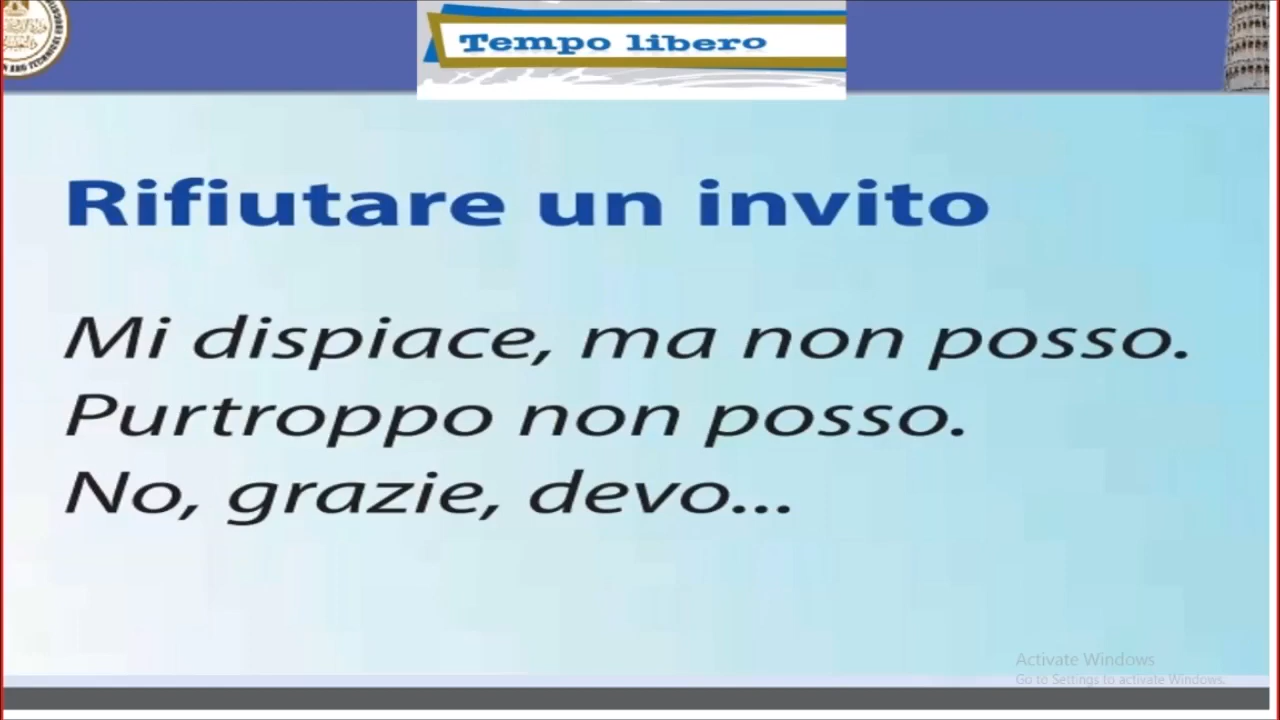 Tempo libero
Rifiutare un invito
Mi dispiace, ma non posso.
Purtroppo non posso.
No, grazie, devo...
Activate Windows
Go to Settings to activate Windows.